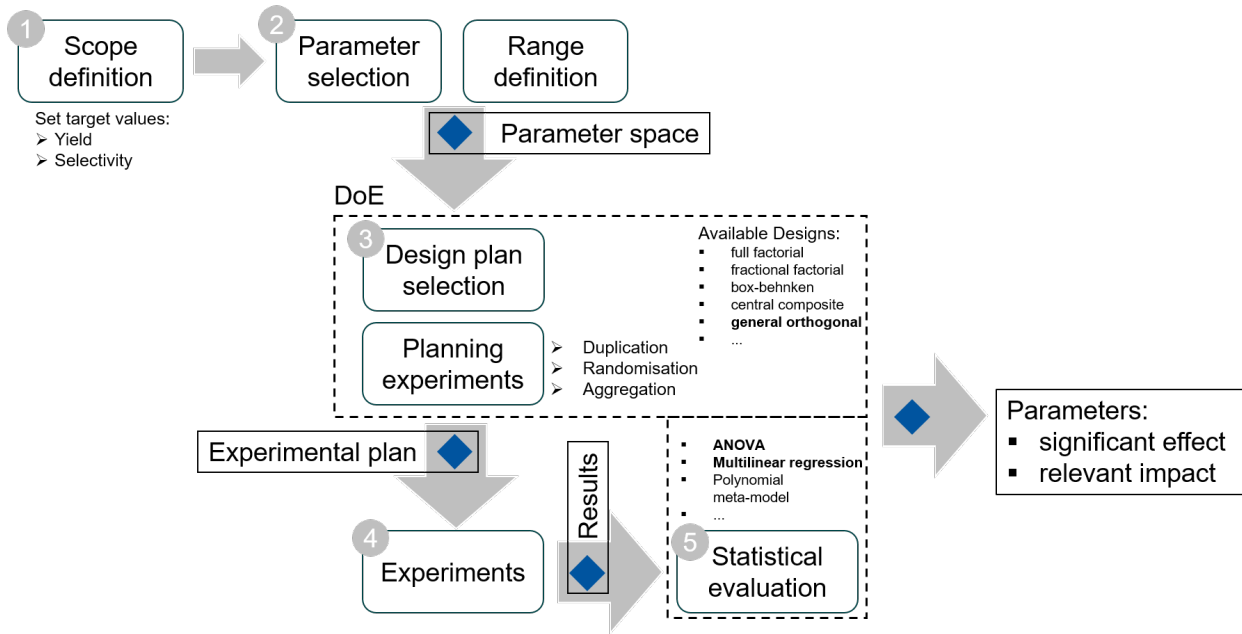 1
Scope
definition
Set target values:
➢ Yield
➢ Selectivity
2
Parameter
selection
Range
definition
Parameter space
DoE
3
Design plan
selection
Available Designs:
▪ full factorial
▪ fractional factorial
▪ box-behnken
▪ central composite
▪ general orthogonal
▪ ...
Planning
experiments
➢ Duplication
➢ Randomisation
➢ Aggregation
Experimental plan
4
Experiments
Results
▪ ANOVA
▪ Multilinear regression
▪ Polynomial
meta-model
▪ ...
5
Statistical
evaluation
Parameters:
▪ significant effect
▪ relevant impact